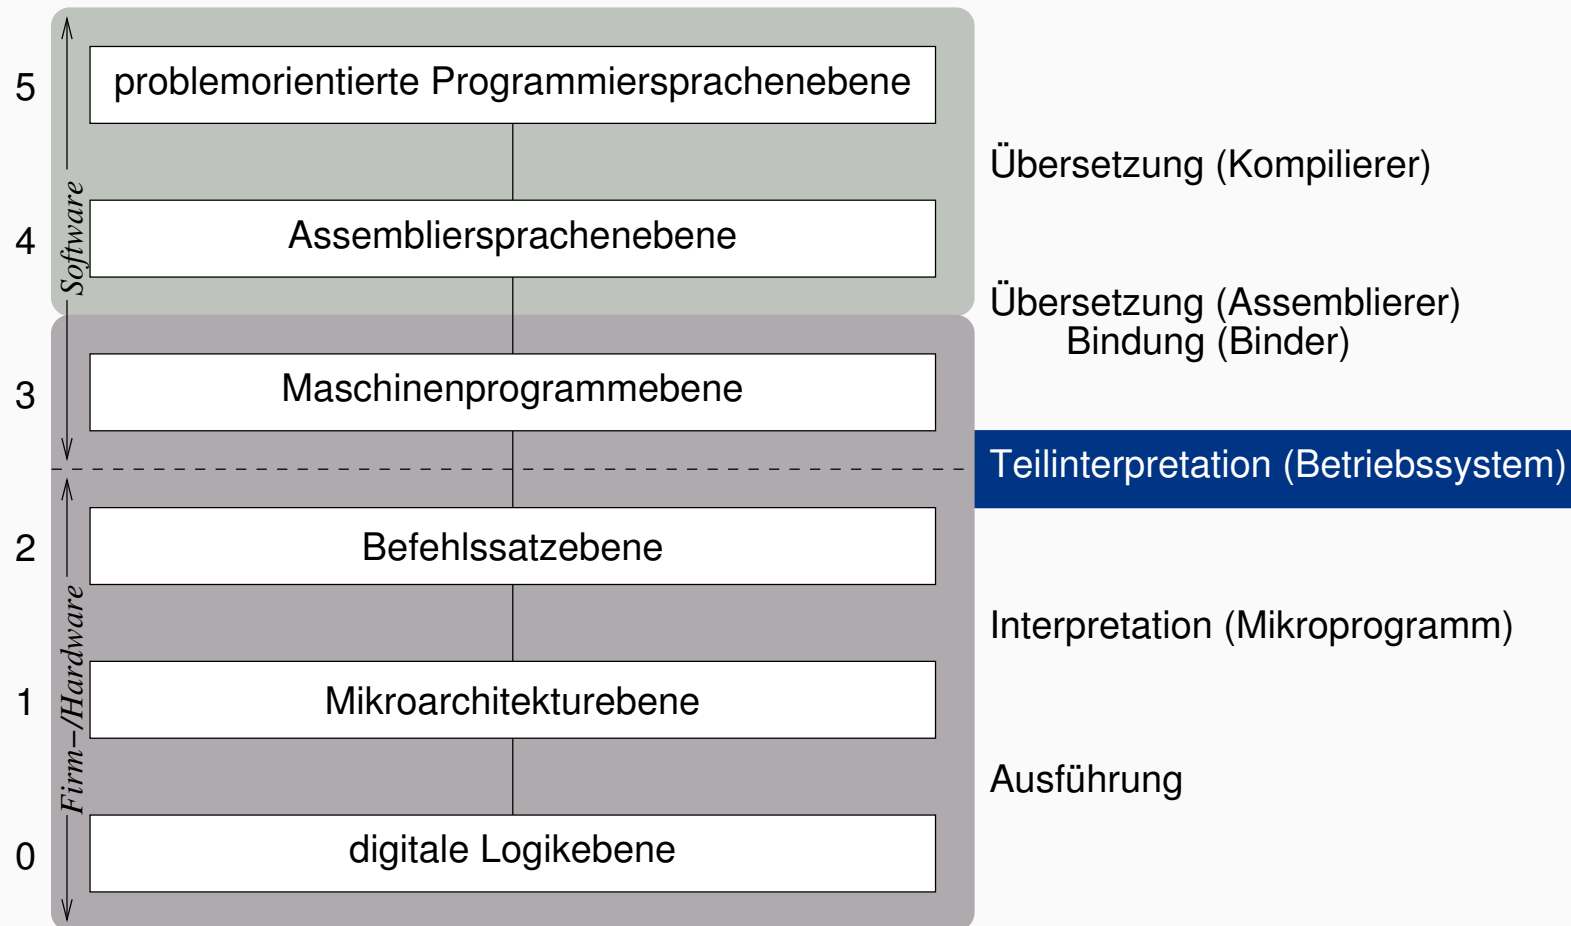 5
problemorientierte Programmiersprachenebene
Übersetzung (Kompilierer)
Software
4
Assembliersprachenebene
Übersetzung (Assemblierer)
Bindung (Binder)
3
Maschinenprogrammebene
Teilinterpretation (Betriebssystem)
2
Befehlssatzebene
Interpretation (Mikroprogramm)
Firm-/Hardware
1
Mikroarchitekturebene
Ausführung
0
digitale Logikebene